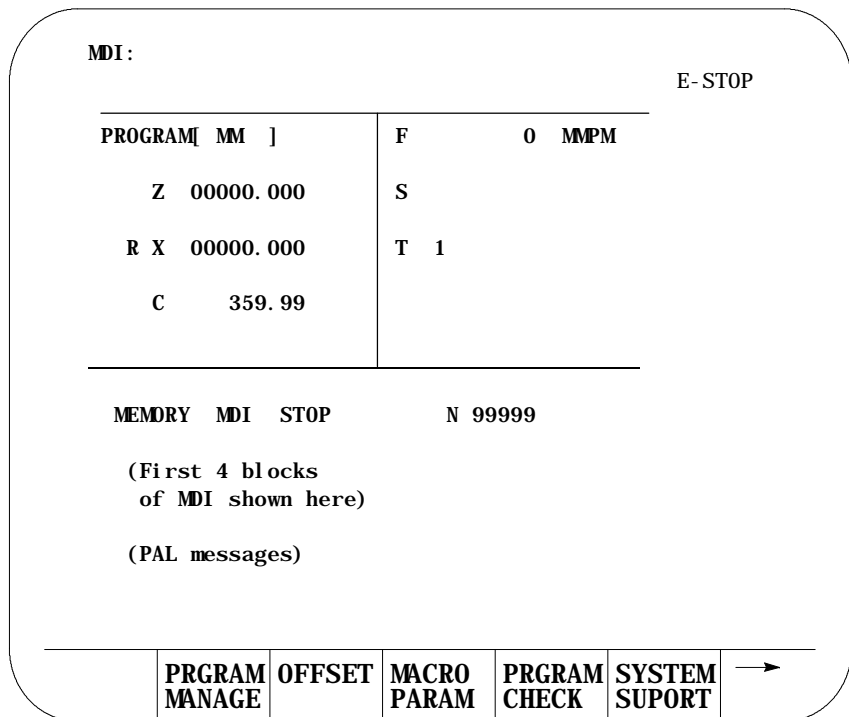 MDI:
E-STOP
PROGRAM[ MM ] F 0 MMPM
Z 00000.000 S
R X 00000.000 T 1
C 359.99
MEMORY MDI STOP N 99999
(First 4 blocks
of MDI shown here)
(PAL messages)
PRGRAM OFFSET MACRO PRGRAM SYSTEM
MANAGE PARAM CHECK SUPORT